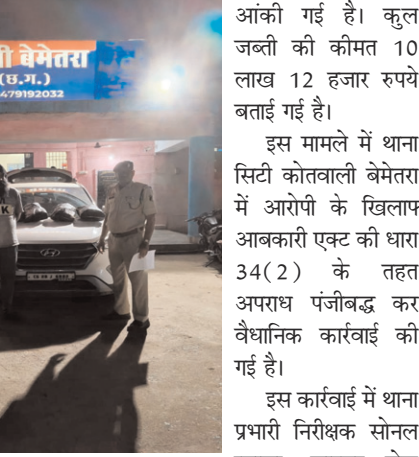 बेमेतरा
(छ.ग.)
479192032
आंकी गई है। कुल
जब्ती की कीमत 10
लाख 12 हजार रुपये
बताई गई है।
इस मामले में थाना
सिटी कोतवाली बेमेतरा
में आरोपी के खिलाफ
आबकारी एक्ट की धारा
34(2) के तहत
अपराध पंजीबद्ध कर
वैधानिक कार्रवाई की
गई है।
इस कार्रवाई में थाना
प्रभारी निरीक्षक सोनल